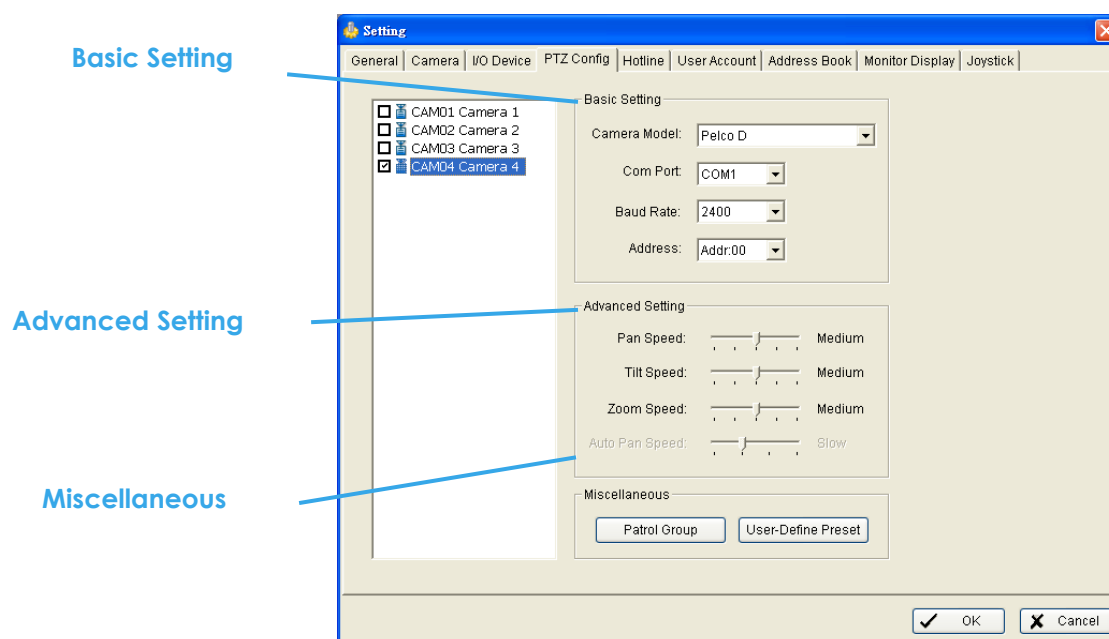 Basic Setting
Advanced Setting
Miscellaneous
Setting
General Camera I/O Device PTZ Config Hotline User Account Address Book Monitor Display Joystick
CAM01 Camera 1
CAM02 Camera 2
CAM03 Camera 3
CAM04 Camera 4
Basic Setting
Camera Model: Pelco D
Com Port: COM1
Baud Rate: 2400
Address: Addr:00
Advanced Setting
Pan Speed: Medium
Tilt Speed: Medium
Zoom Speed: Medium
Auto Pan Speed: Slow
Miscellaneous
Patrol Group User-Define Preset
OK Cancel